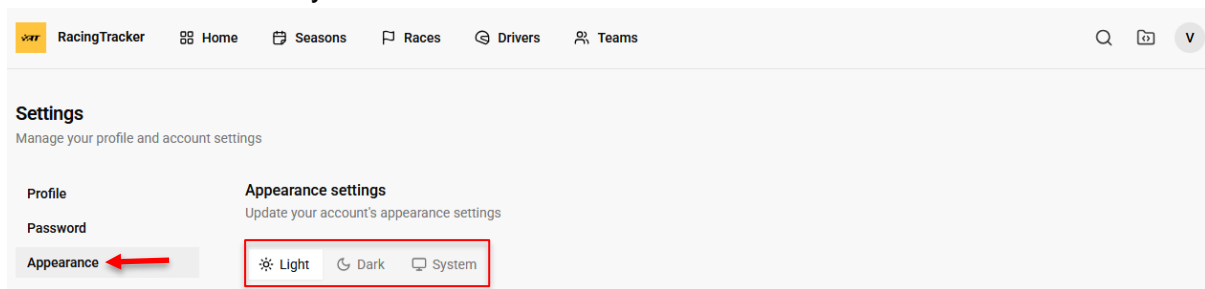 RacingTracker Home Seasons Races Drivers Teams V
Settings
Manage your profile and account settings
Profile
Password
Appearance
Appearance settings
Update your account's appearance settings
Light Dark System